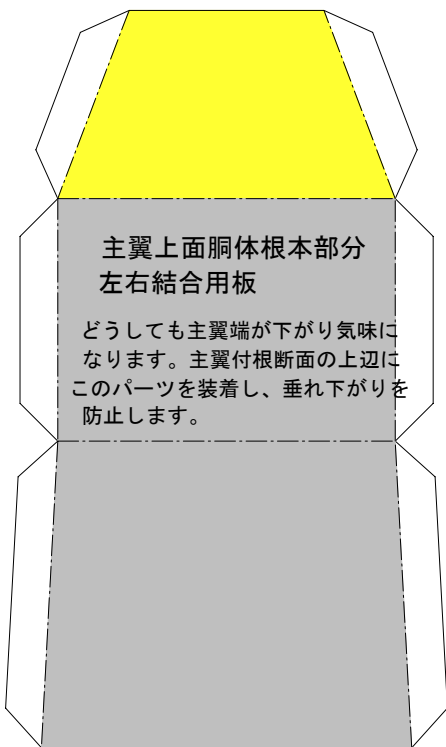 主翼上面胴体根本部分
左右結合用板
どうしても主翼端が下がり気味に
なります。主翼付根断面の上辺に
このパーツを装着し、垂れ下がりを
防止します。